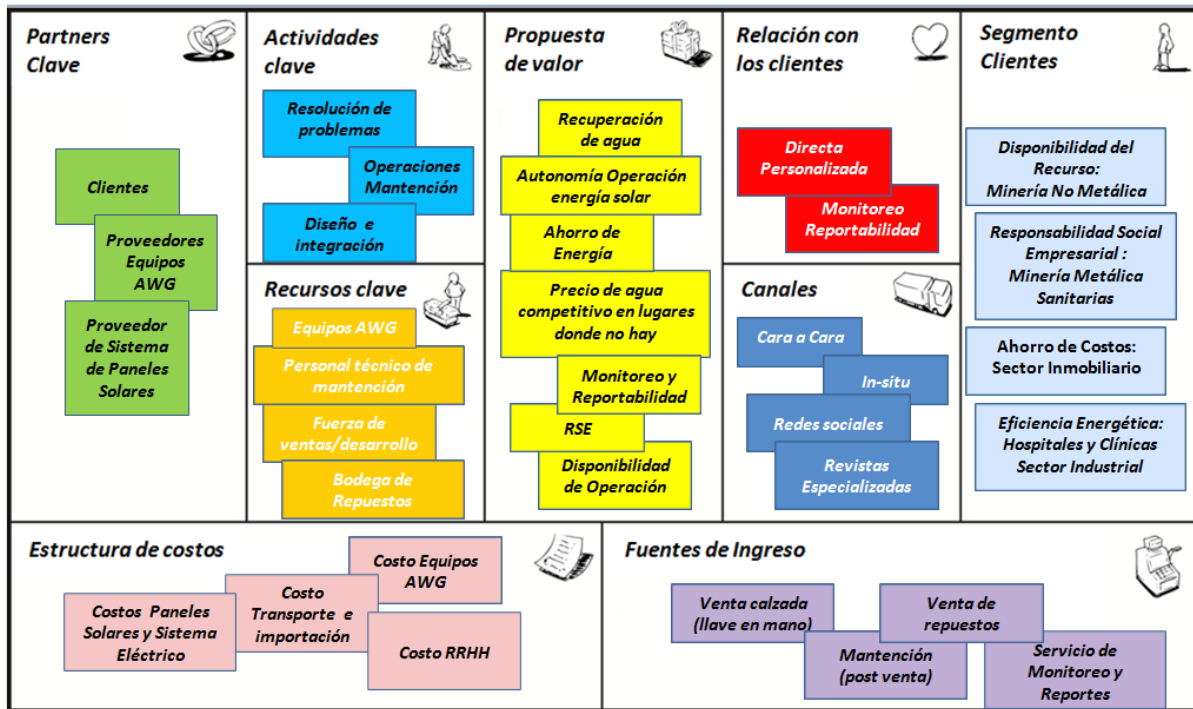 Partners
Clave
Clientes
Proveedores
Equipos
AWG
Proveedor
de Sistema
de Paneles
Solares
Actividades
clave
Resolución de
problemas
Operaciones
Mantención
Diseño e
integración
Recursos clave
Equipos AWG
Personal técnico de
mantención
Fuerza de
ventas/desarrollo
Bodega de
Repuestos
Propuesta
de valor
Recuperación
de agua
Autonomía Operación
energía solar
Ahorro de
Energía
Precio de agua
competitivo en lugares
donde no hay
Monitoreo y
Reportabilidad
RSE
Disponibilidad
de Operación
Relación con
los clientes
Directa
Personalizada
Monitoreo
Reportabilidad
Canales
Cara a Cara
In-situ
Redes sociales
Revistas
Especializadas
Segmento
Clientes
Disponibilidad del
Recurso:
Minería No Metálica
Responsabilidad Social
Empresarial :
Minería Metálica
Sanitarias
Ahorro de Costos:
Sector Inmobiliario
Eficiencia Energética:
Hospitales y Clínicas
Sector Industrial
Estructura de costos
Costo Equipos
AWG
Costo
Transporte e
importación
Costos Paneles
Solares y Sistema
Eléctrico
Costo RRHH
Fuentes de Ingreso
Venta calzada
(llave en mano)
Mantención
(post venta)
Venta de
repuestos
Servicio de
Monitoreo y
Reportes